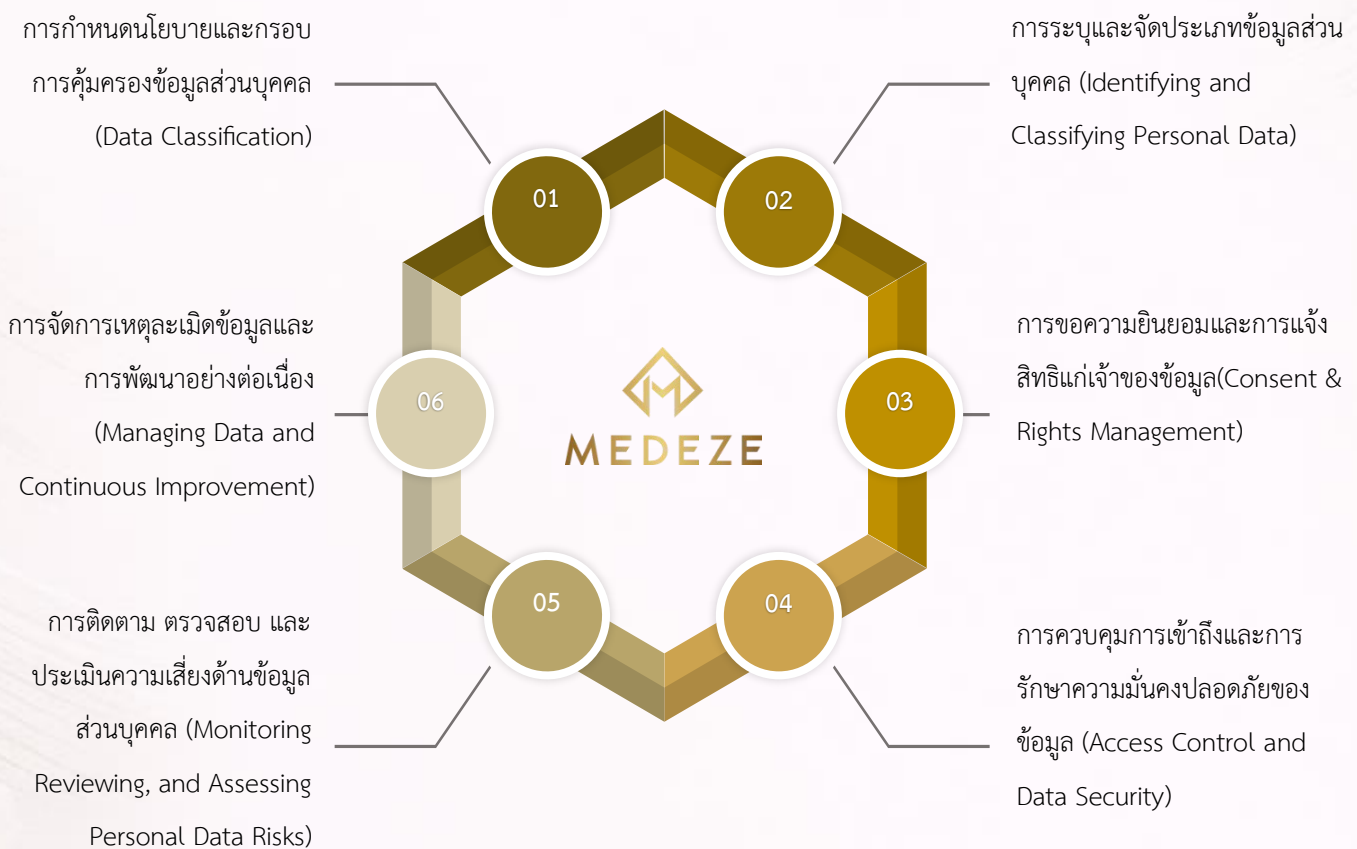 การกำหนดนโยบายและกรอบ
การคุ้มครองข้อมูลส่วนบุคคล
(Data Classification)
01
การระบุและจัดประเภทข้อมูลส่วน
บุคคล (Identifying and
Classifying Personal Data)
02
การขอความยินยอมและการแจ้ง
สิทธิแก่เจ้าของข้อมูล(Consent &
Rights Management)
03
การควบคุมการเข้าถึงและการ
รักษาความมั่นคงปลอดภัยของ
ข้อมูล (Access Control and
Data Security)
04
การติดตาม ตรวจสอบ และ
ประเมินความเสี่ยงด้านข้อมูล
ส่วนบุคคล (Monitoring
Reviewing, and Assessing
Personal Data Risks)
05
การจัดการเหตุละเมิดข้อมูลและ
การพัฒนาอย่างต่อเนื่อง
(Managing Data and
Continuous Improvement)
06
MEDEZE